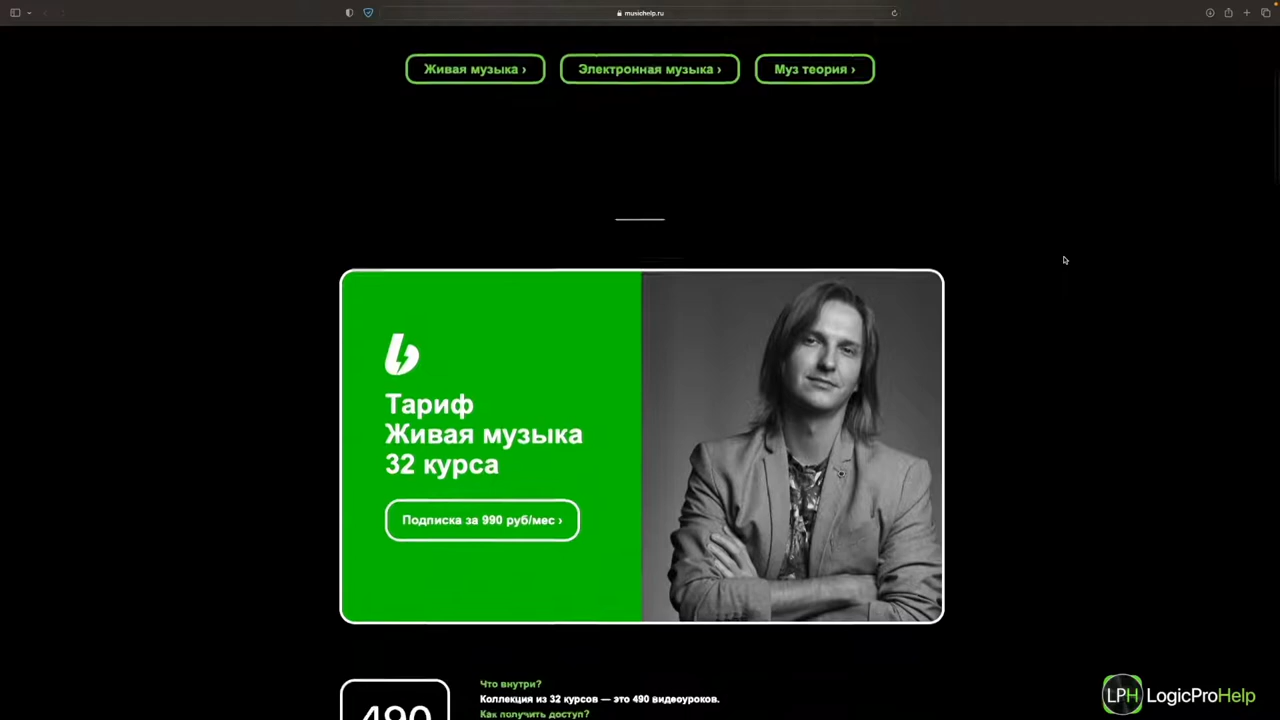 musichelp.ru
Живая музыка ›
Электронная музыка ›
Муз теория ›
Тариф
Живая музыка
32 курса
Подписка за 990 руб/мес ›
490
Что внутри?
Коллекция из 32 курсов — это 490 видеоуроков.
Как получить доступ?
LPH LogicProHelp